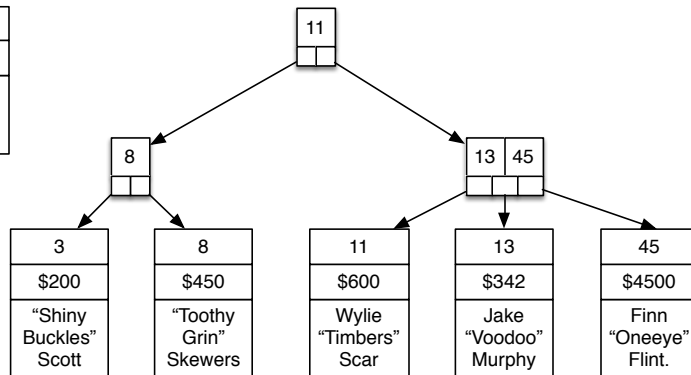 11
8
13 45
3
$200
“Shiny
Buckles”
Scott
8
$450
“Toothy
Grin”
Skewers
11
$600
Wylie
“Timbers”
Scar
13
$342
Jake
“Voodoo”
Murphy
45
$4500
Finn
“Oneeye”
Flint.